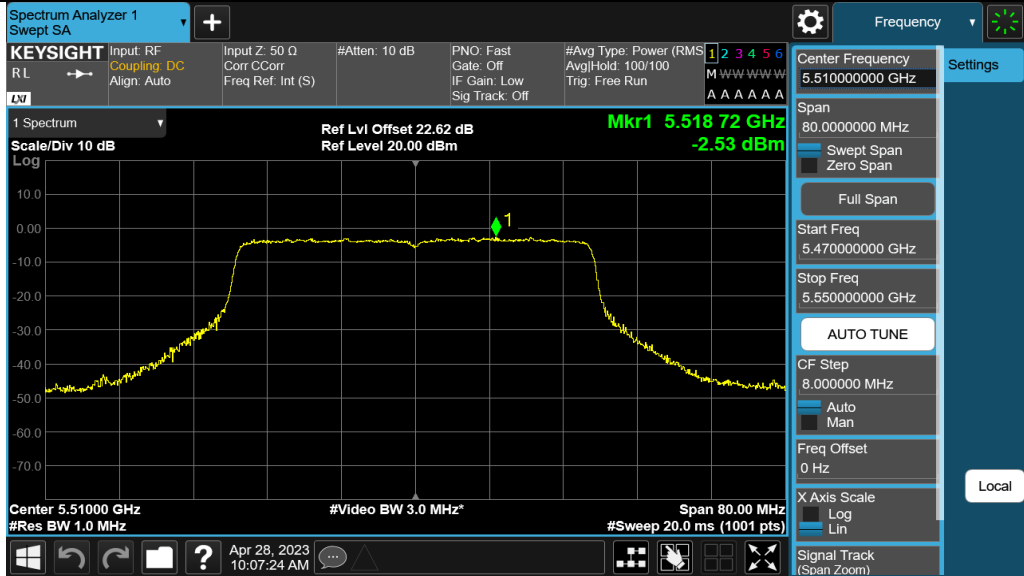 Spectrum Analyzer 1
Swept SA
+
Frequency
KEYSIGHT
R L
LXI
Input: RF
Coupling: DC
Align: Auto
Input Z: 50 Ω
Corr CCorr
Freq Ref: Int (S)
#Atten: 10 dB
PNO: Fast
Gate: Off
IF Gain: Low
Sig Track: Off
#Avg Type: Power (RMS
Avg|Hold: 100/100
Trig: Free Run
1 2 3 4 5 6
M W W W W W
A A A A A A
1 Spectrum
Scale/Div 10 dB
Log
Ref Lvl Offset 22.62 dB
Ref Level 20.00 dBm
Mkr1 5.518 72 GHz
-2.53 dBm
10.0
0.00
-10.0
-20.0
-30.0
-40.0
-50.0
-60.0
-70.0
1
Center 5.51000 GHz
#Res BW 1.0 MHz
#Video BW 3.0 MHz*
Span 80.00 MHz
#Sweep 20.0 ms (1001 pts)
Center Frequency
5.510000000 GHz
Span
80.0000000 MHz
Swept Span
Zero Span
Full Span
Start Freq
5.470000000 GHz
Stop Freq
5.550000000 GHz
AUTO TUNE
CF Step
8.000000 MHz
Auto
Man
Freq Offset
0 Hz
X Axis Scale
Log
Lin
Signal Track
(Span Zoom)
Settings
Local
?
Apr 28, 2023
10:07:24 AM